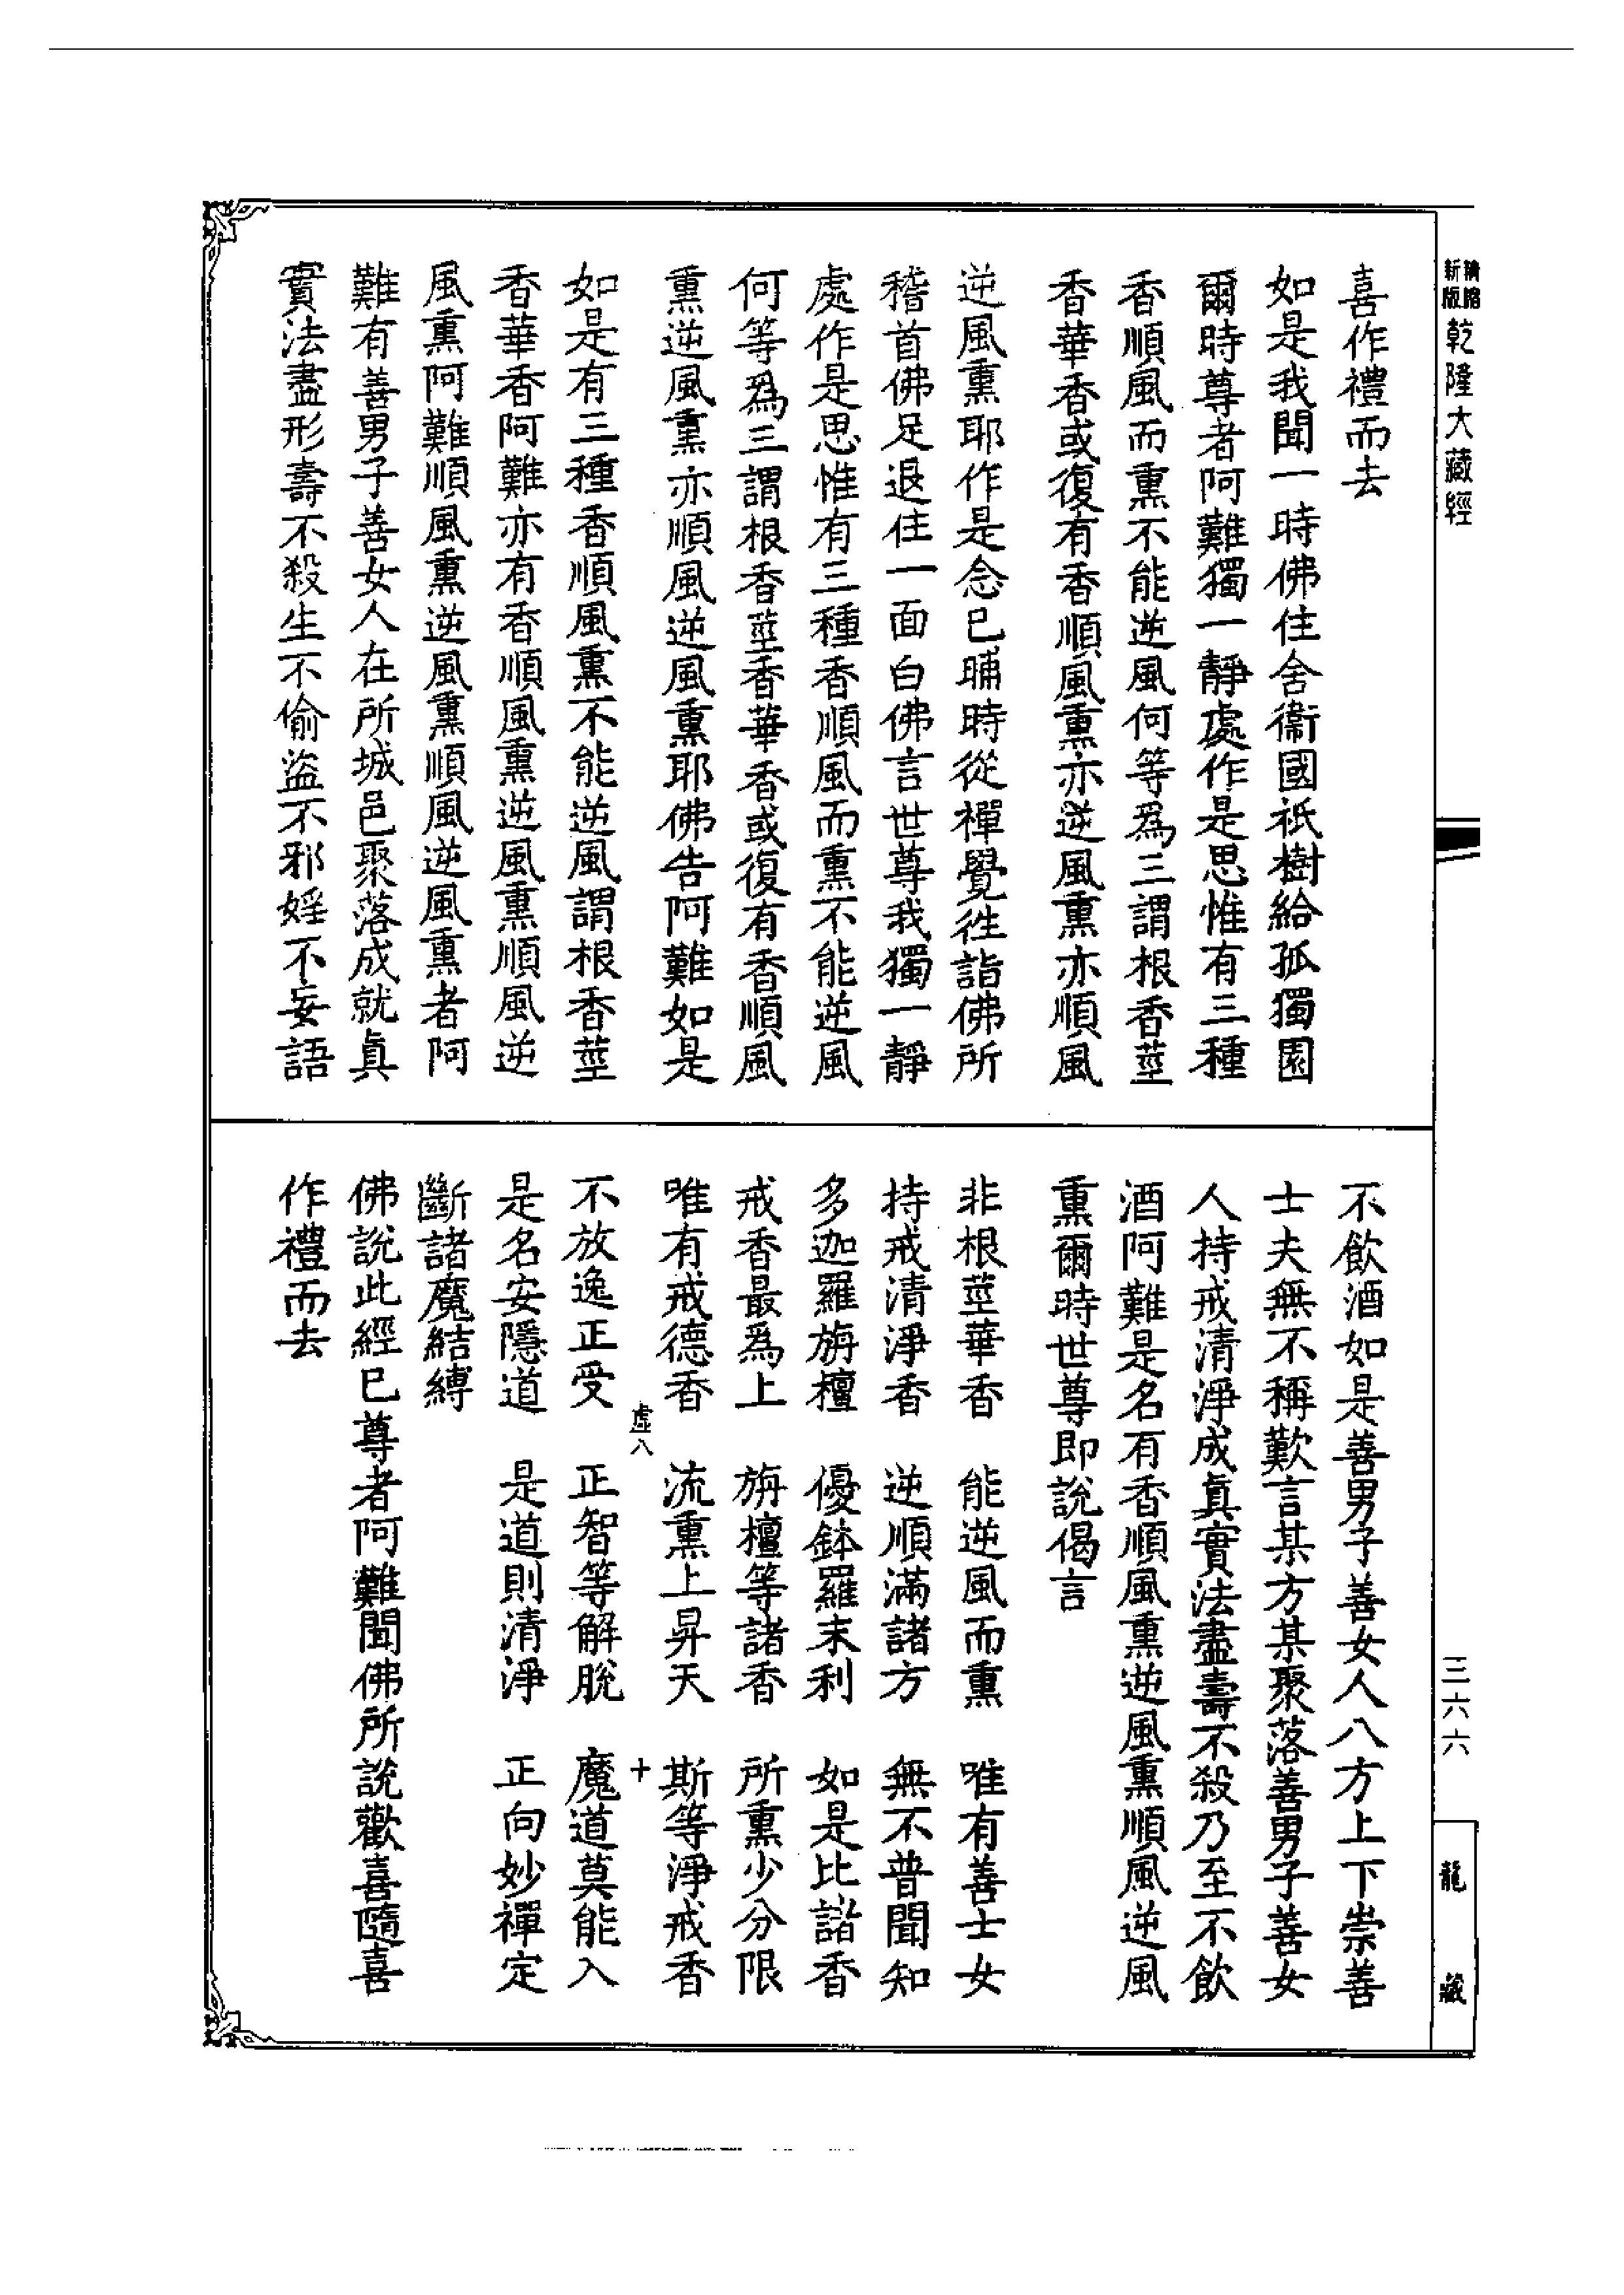 新版 乾隆大藏經
喜作禮而去
如是我聞一時佛住舍衞國祇樹給孤獨園
爾時尊者阿難獨一靜處作是思惟有三種
香順風而熏不能逆風何等爲三謂根香莖
香華香或復有香順風熏亦逆風熏亦順風
逆風熏耶作是念已晡時從禪覺往詣佛所
稽首佛足退住一面白佛言世尊我獨一靜
處作是思惟有三種香順風而熏不能逆風
何等爲三謂根香莖香華香或復有香順風
熏逆風熏亦順風逆風熏耶佛告阿難如是
如是有三種香順風熏不能逆風謂根香莖
香華香阿難亦有香順風熏逆風熏順風逆
風熏阿難順風熏逆風熏順風逆風熏者阿
難有善男子善女人在所城邑聚落成就眞
實法盡形壽不殺生不偷盜不邪婬不妄語
不飲酒如是善男子善女人八方上下崇善
士夫無不稱歎言某方某聚落善男子善女
人持戒清淨成眞實法盡壽不殺乃至不飲
酒阿難是名有香順風熏逆風熏順風逆風
熏爾時世尊即說偈言
非根莖華香　能逆風而熏　唯有善士女
持戒清淨香　逆順滿諸方　無不普聞知
多迦羅旃檀　優鉢羅末利　如是比諸香
戒香最爲上　旃檀等諸香　所熏少分限
唯有戒德香　流熏上昇天　斯等淨戒香
虛八　十
不放逸正受　正智等解脫　魔道莫能入
是名安隱道　是道則清淨　正向妙禪定
斷諸魔結縛
佛說此經已尊者阿難聞佛所說歡喜隨喜
作禮而去
三六六
龍藏